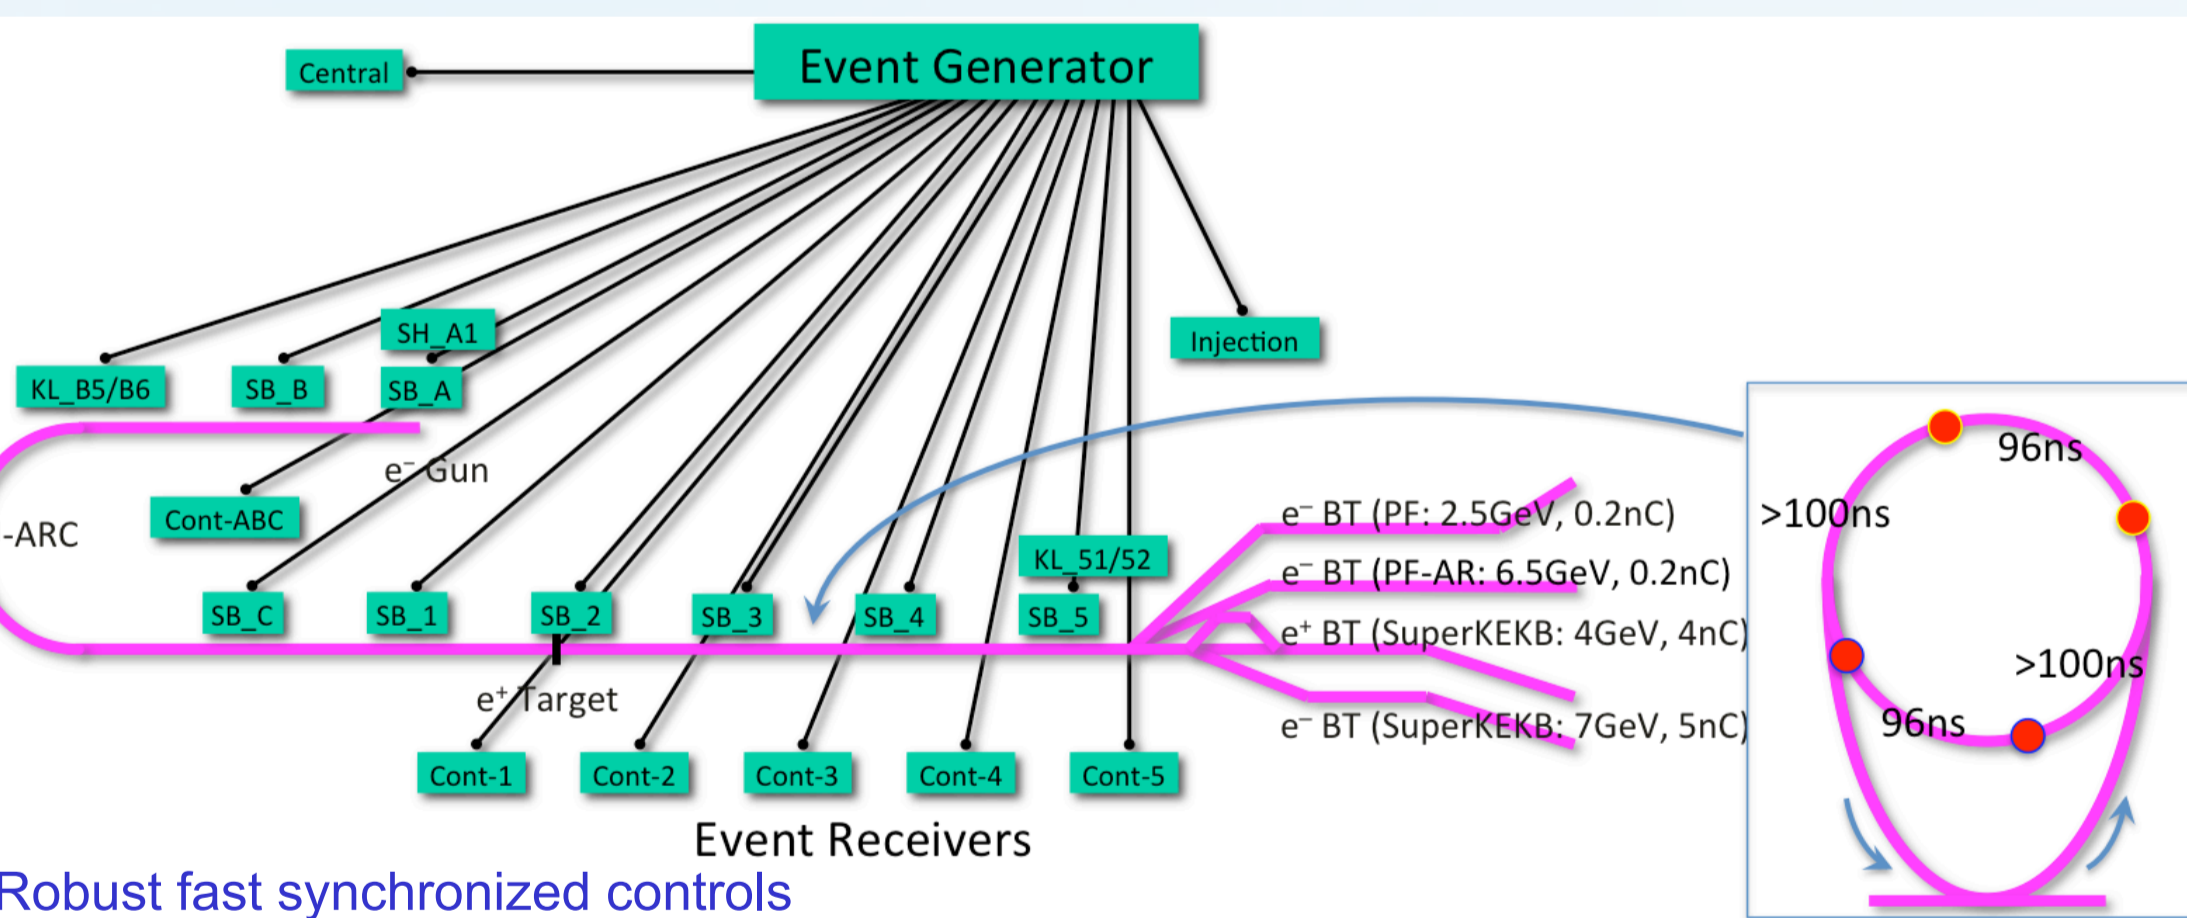 Event Generator
Central
SH_A1
Injection
KL_B5/B6
SB_B
SB_A
e⁻ Gun
Cont-ABC
-ARC
KL_51/52
SB_C
SB_1
SB_2
SB_3
SB_4
SB_5
e⁻ BT (PF: 2.5GeV, 0.2nC)
e⁻ BT (PF-AR: 6.5GeV, 0.2nC)
e⁺ BT (SuperKEKB: 4GeV, 4nC)
e⁻ BT (SuperKEKB: 7GeV, 5nC)
96ns
>100ns
>100ns
96ns
e⁺ Target
Cont-1
Cont-2
Cont-3
Cont-4
Cont-5
Event Receivers
Robust fast synchronized controls